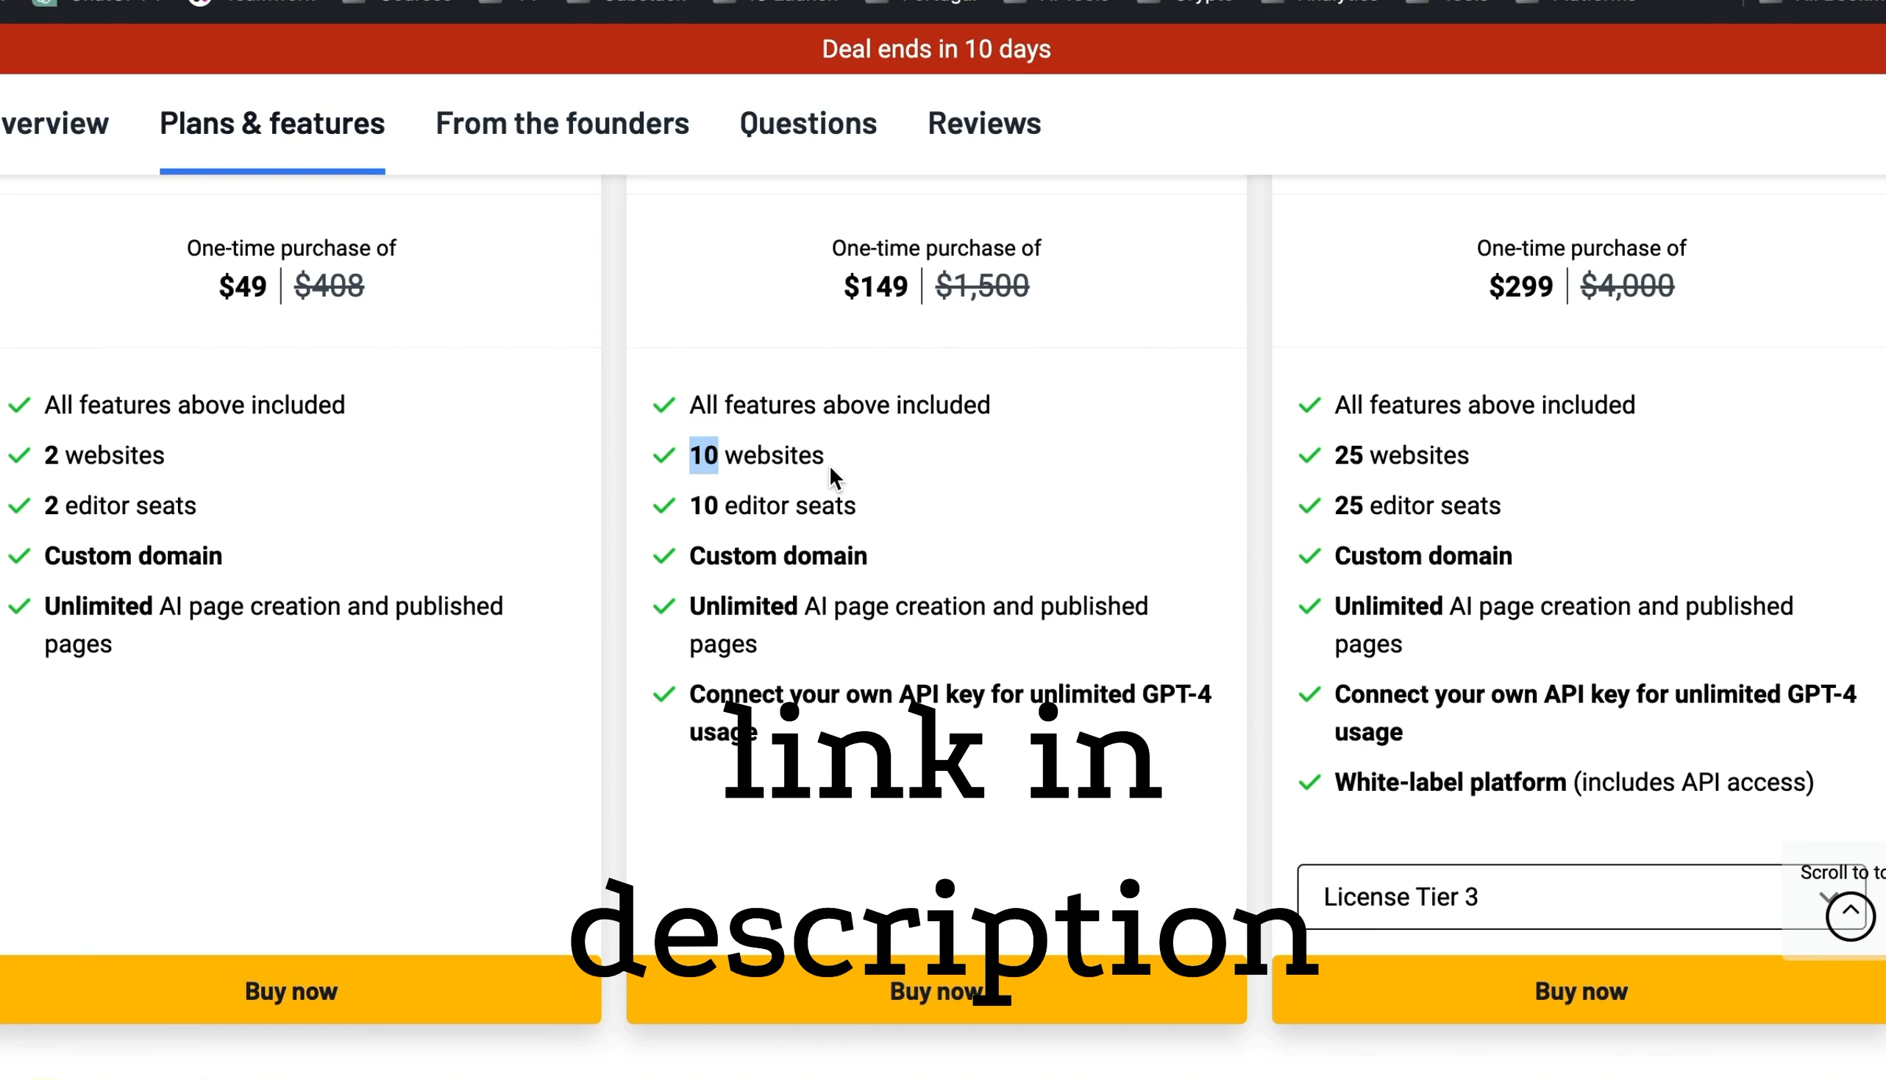 Deal ends in 10 days
verview
Plans & features
From the founders
Questions
Reviews
One-time purchase of
$49 | $408
All features above included
2 websites
2 editor seats
Custom domain
Unlimited AI page creation and published
pages
Buy now
One-time purchase of
$149 | $1,500
All features above included
10 websites
10 editor seats
Custom domain
Unlimited AI page creation and published
pages
Connect your own API key for unlimited GPT-4
usage
Buy now
One-time purchase of
$299 | $4,000
All features above included
25 websites
25 editor seats
Custom domain
Unlimited AI page creation and published
pages
Connect your own API key for unlimited GPT-4
usage
White-label platform (includes API access)
License Tier 3
Scroll to to
Buy now
link in
description